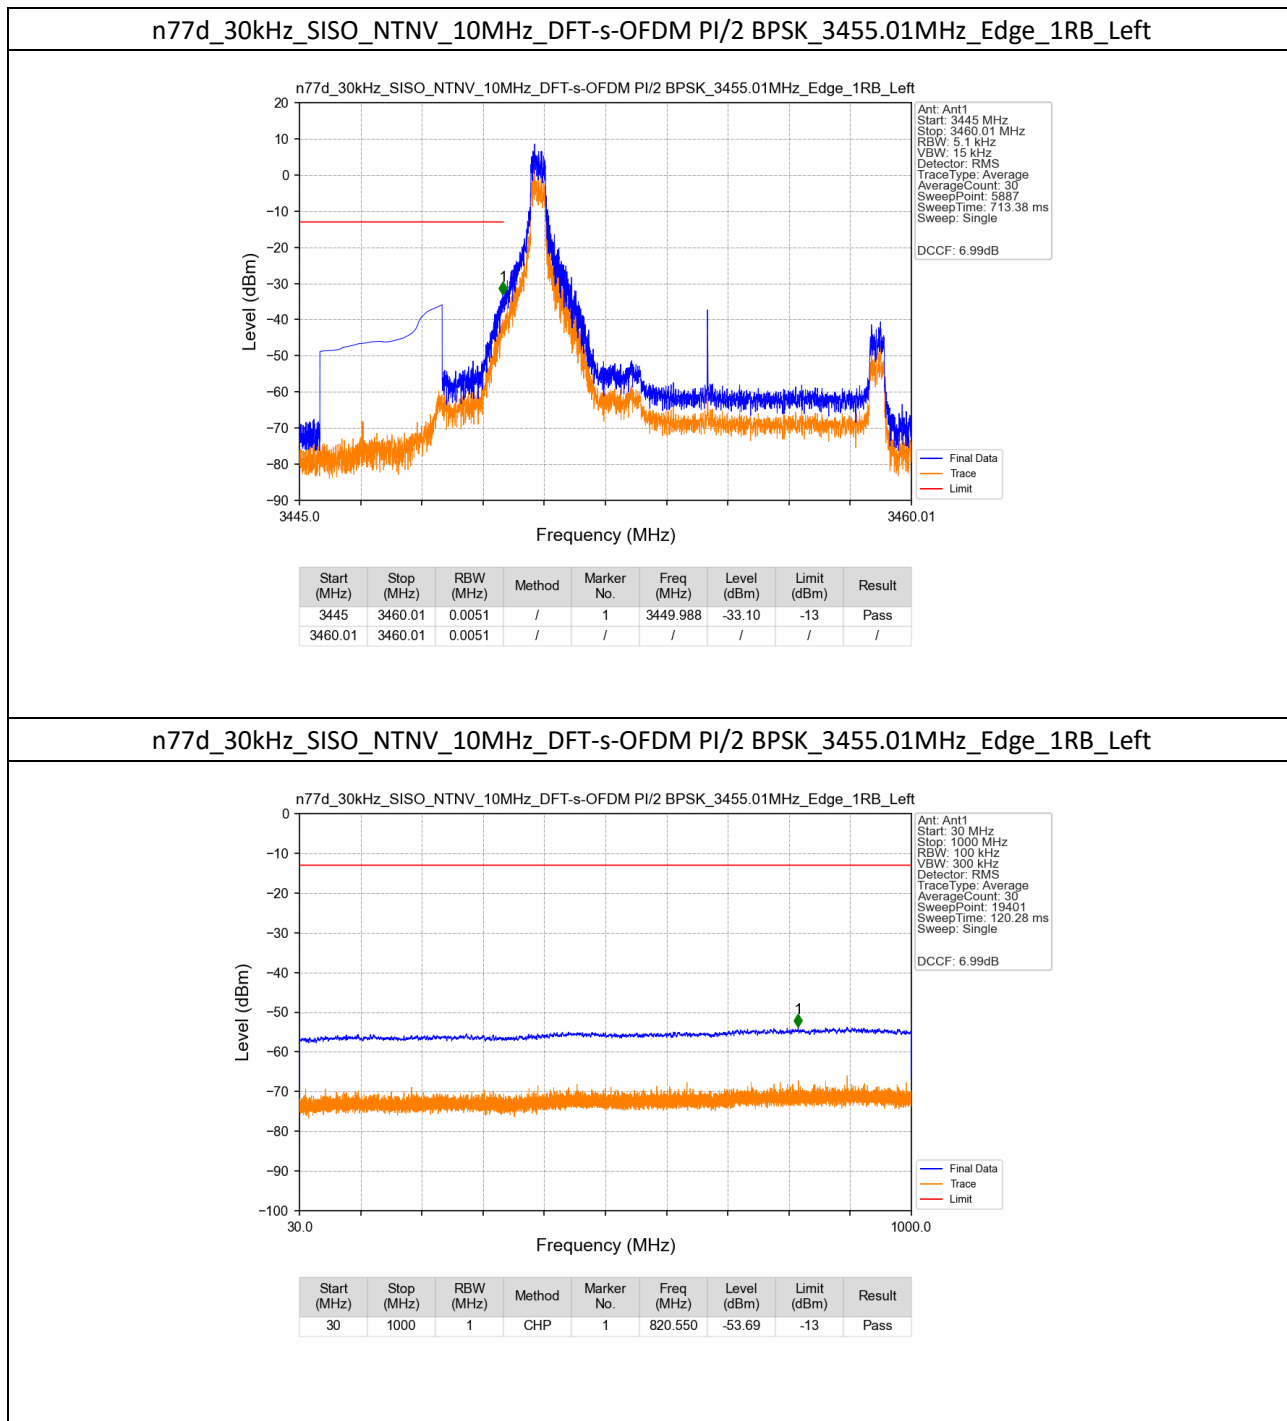 n77d_30kHz_SISO_NTNV_10MHz_DFT-s-OFDM PI/2 BPSK_3455.01MHz_Edge_1RB_Left
n77d_30kHz_SISO_NTNV_10MHz_DFT-s-OFDM PI/2 BPSK_3455.01MHz_Edge_1RB_Left
Ant: Ant1
Start: 3445 MHz
Stop: 3460.01 MHz
RBW: 5.1 kHz
VBW: 15 kHz
Detector: RMS
TraceType: Average
AverageCount: 30
SweepPoint: 5887
SweepTime: 713.38 ms
Sweep: Single
DCCF: 6.99dB
20
10
0
−10
−20
−30
−40
−50
−60
−70
−80
−90
Level (dBm)
1
Final Data
Trace
Limit
3445.0 3460.01
Frequency (MHz)
Start (MHz) Stop (MHz) RBW (MHz) Method Marker No. Freq (MHz) Level (dBm) Limit (dBm) Result
3445 3460.01 0.0051 / 1 3449.988 -33.10 -13 Pass
3460.01 3460.01 0.0051 / / / / / /
n77d_30kHz_SISO_NTNV_10MHz_DFT-s-OFDM PI/2 BPSK_3455.01MHz_Edge_1RB_Left
n77d_30kHz_SISO_NTNV_10MHz_DFT-s-OFDM PI/2 BPSK_3455.01MHz_Edge_1RB_Left
Ant: Ant1
Start: 30 MHz
Stop: 1000 MHz
RBW: 100 kHz
VBW: 300 kHz
Detector: RMS
TraceType: Average
AverageCount: 30
SweepPoint: 19401
SweepTime: 120.28 ms
Sweep: Single
DCCF: 6.99dB
0
−10
−20
−30
−40
−50
−60
−70
−80
−90
−100
Level (dBm)
1
Final Data
Trace
Limit
30.0 1000.0
Frequency (MHz)
Start (MHz) Stop (MHz) RBW (MHz) Method Marker No. Freq (MHz) Level (dBm) Limit (dBm) Result
30 1000 1 CHP 1 820.550 -53.69 -13 Pass